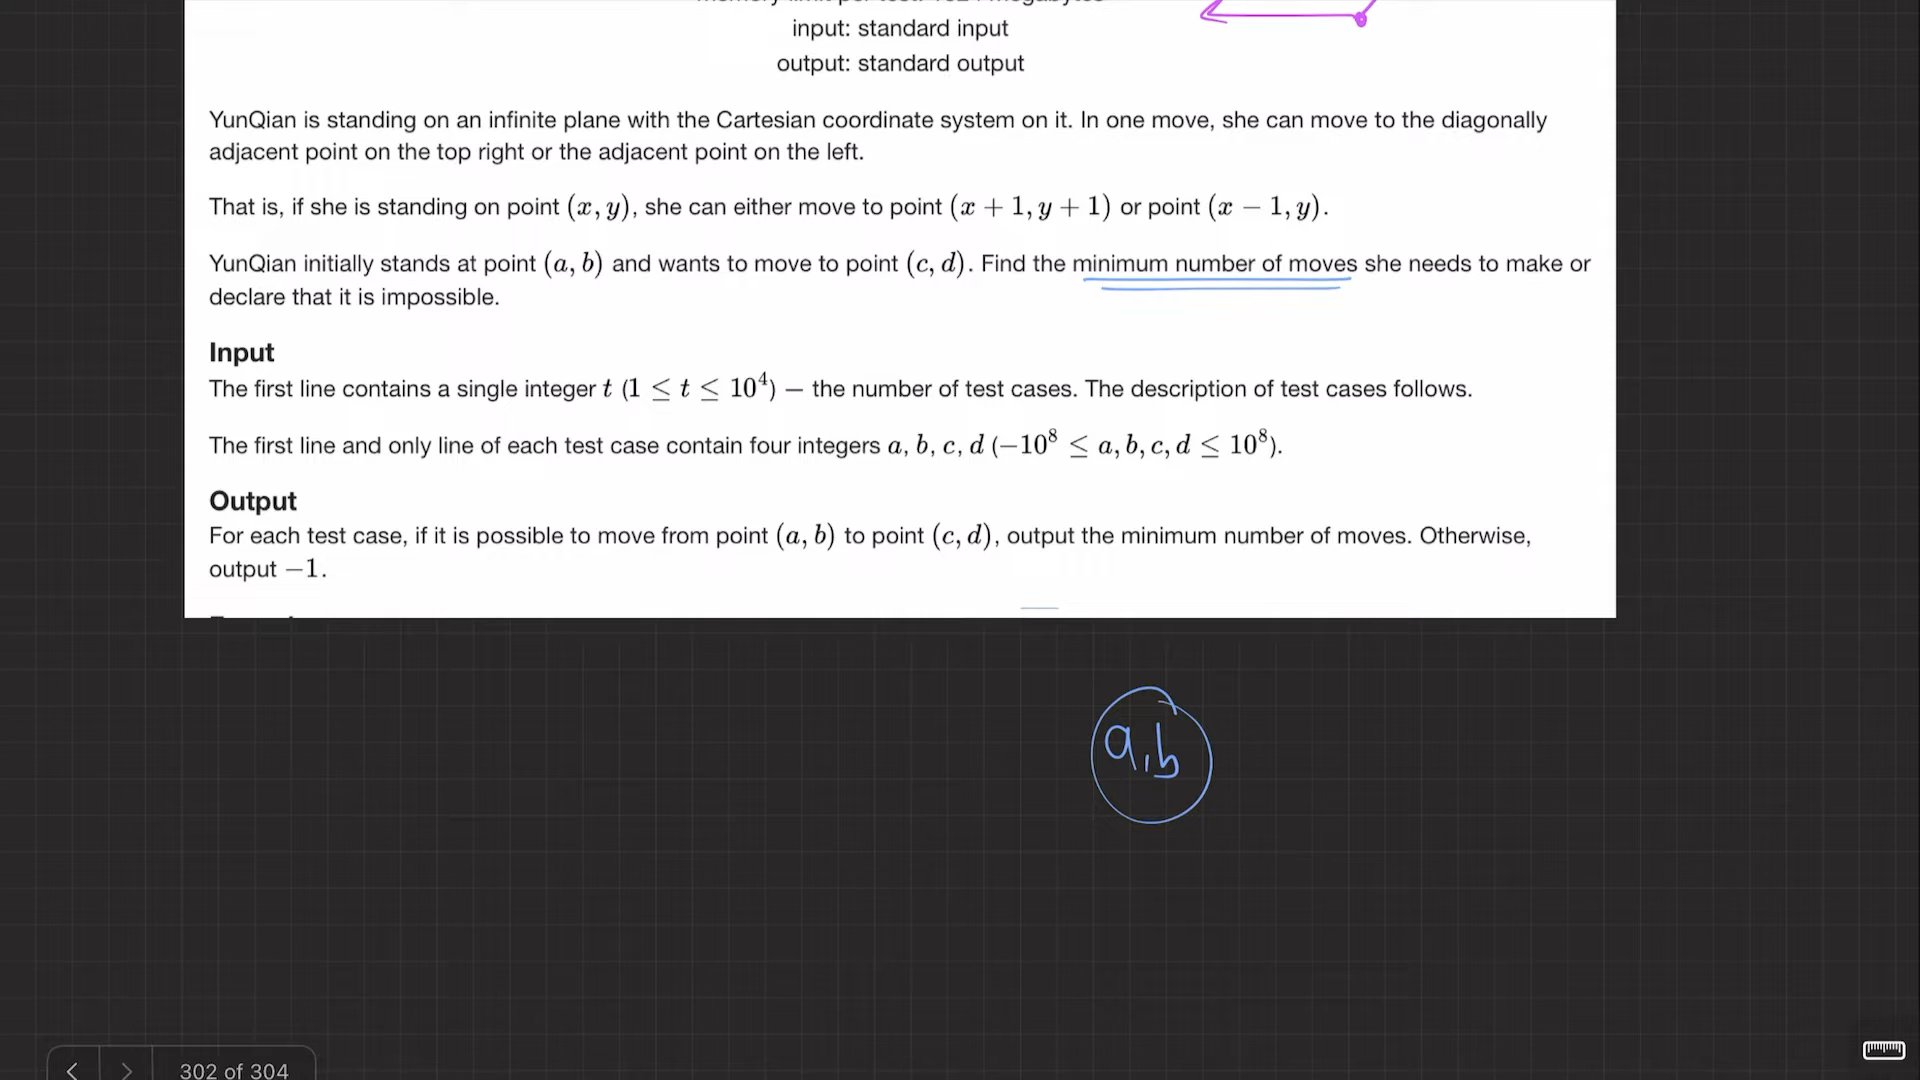 input: standard input
output: standard output
YunQian is standing on an infinite plane with the Cartesian coordinate system on it. In one move, she can move to the diagonally
adjacent point on the top right or the adjacent point on the left.
That is, if she is standing on point (x, y), she can either move to point (x + 1, y + 1) or point (x − 1, y).
YunQian initially stands at point (a, b) and wants to move to point (c, d). Find the minimum number of moves she needs to make or
declare that it is impossible.
Input
The first line contains a single integer t (1 ≤ t ≤ 10⁴) — the number of test cases. The description of test cases follows.
The first line and only line of each test case contain four integers a, b, c, d (−10⁸ ≤ a, b, c, d ≤ 10⁸).
Output
For each test case, if it is possible to move from point (a, b) to point (c, d), output the minimum number of moves. Otherwise,
output −1.
a,b
302 of 304